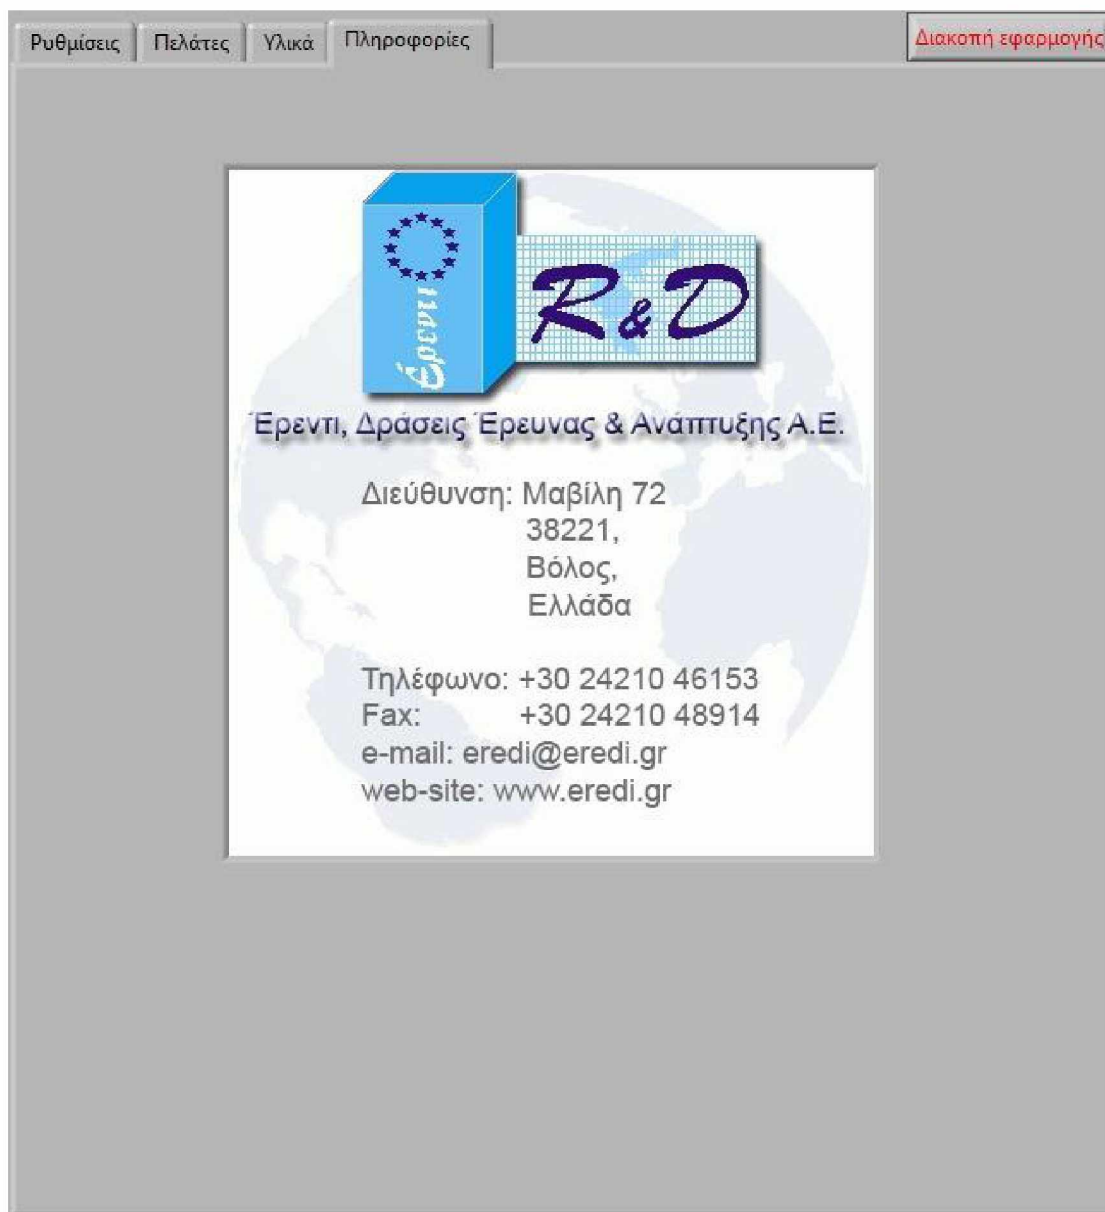 Ρυθμίσεις Πελάτες Υλικά Πληροφορίες Διακοπή εφαρμογής
Έρεντι
R&D
Έρεντι, Δράσεις Έρευνας & Ανάπτυξης Α.Ε.
Διεύθυνση: Μαβίλη 72
38221,
Βόλος,
Ελλάδα
Τηλέφωνο: +30 24210 46153
Fax: +30 24210 48914
e-mail: eredi@eredi.gr
web-site: www.eredi.gr